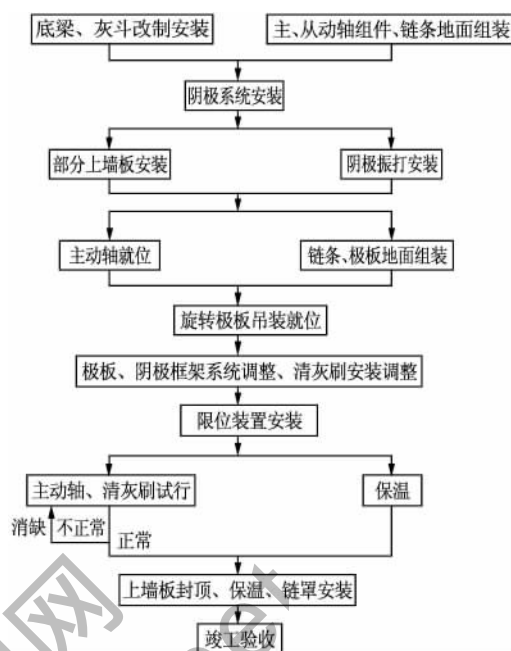 底梁、灰斗改制安装
主、从动轴组件、链条地面组装
阴极系统安装
部分上墙板安装
阴极振打安装
主动轴就位
链条、极板地面组装
旋转极板吊装就位
极板、阴极框架系统调整、清灰刷安装调整
限位装置安装
主动轴、清灰刷试行
保温
消缺
不正常
正常
上墙板封顶、保温、链罩安装
竣工验收
网
et